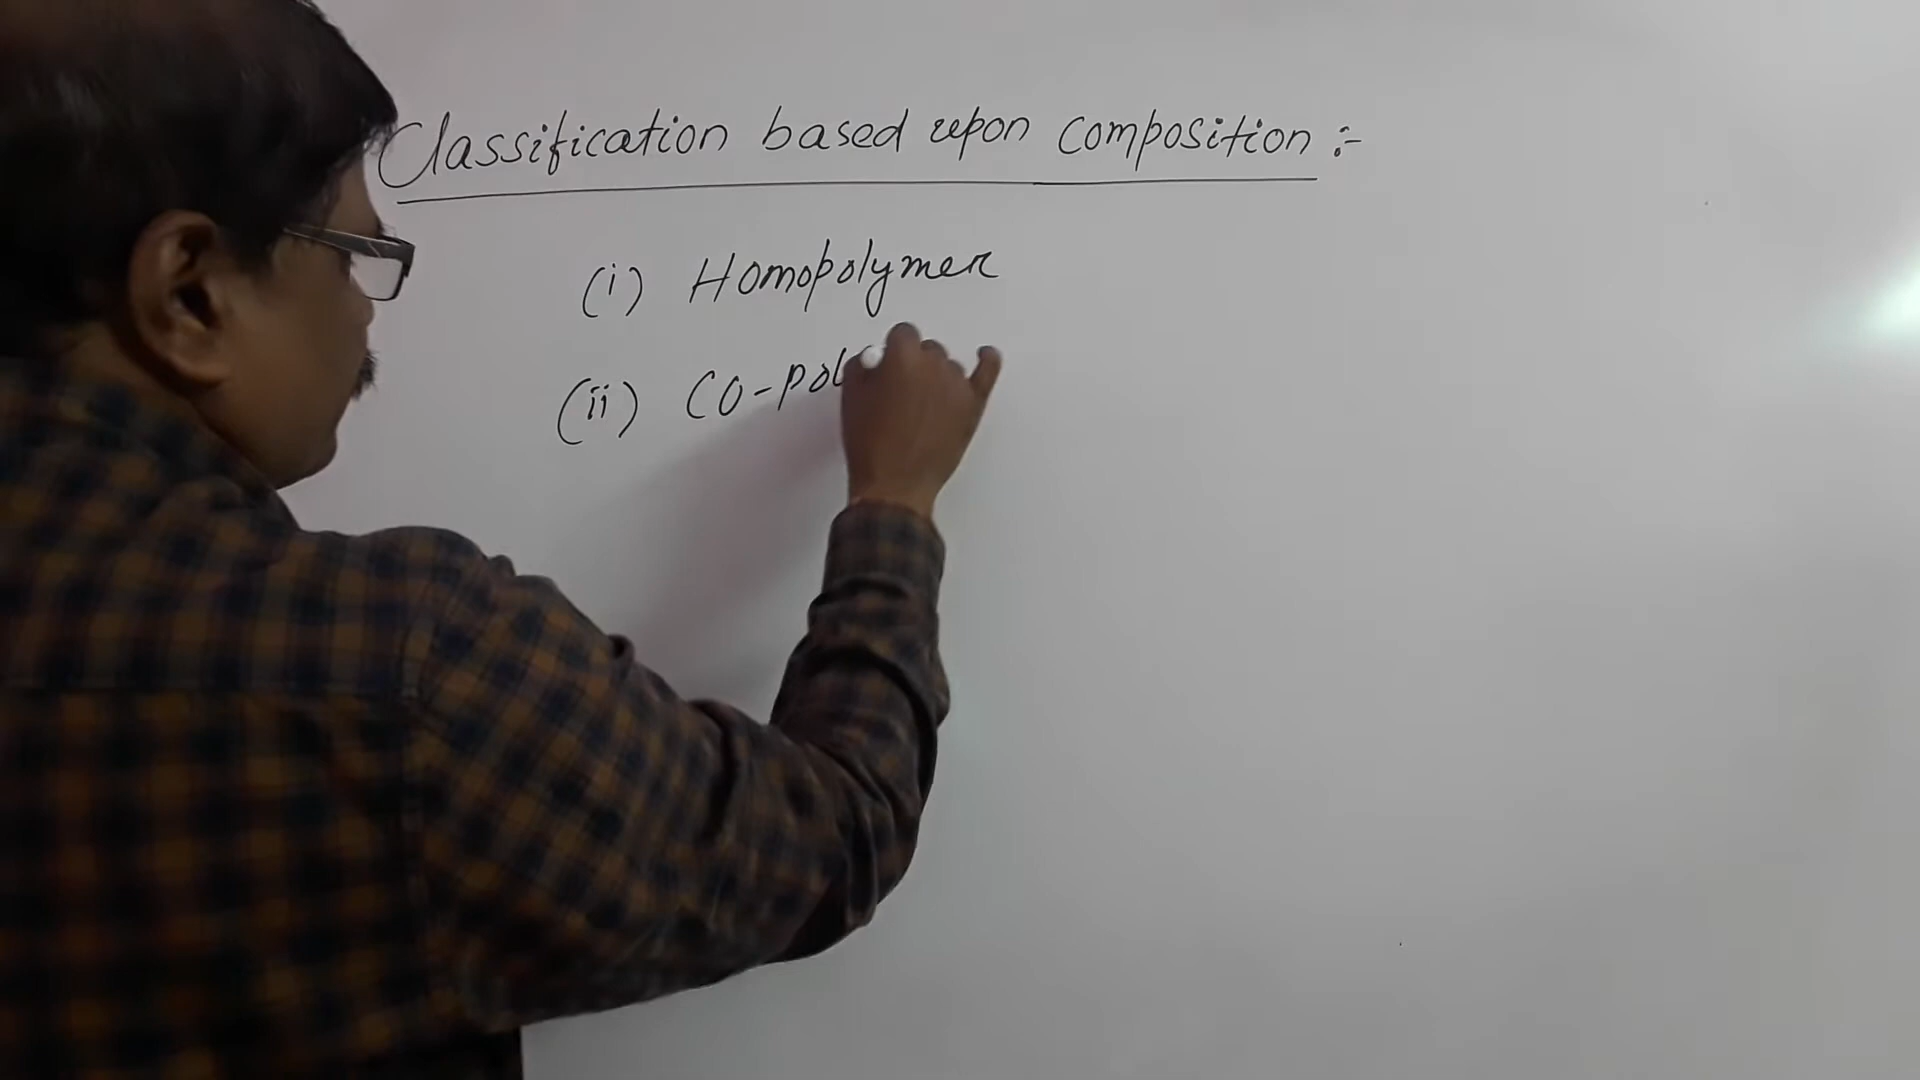 Classification based upon composition :-
(i) Homopolymer
(ii) Co-pol